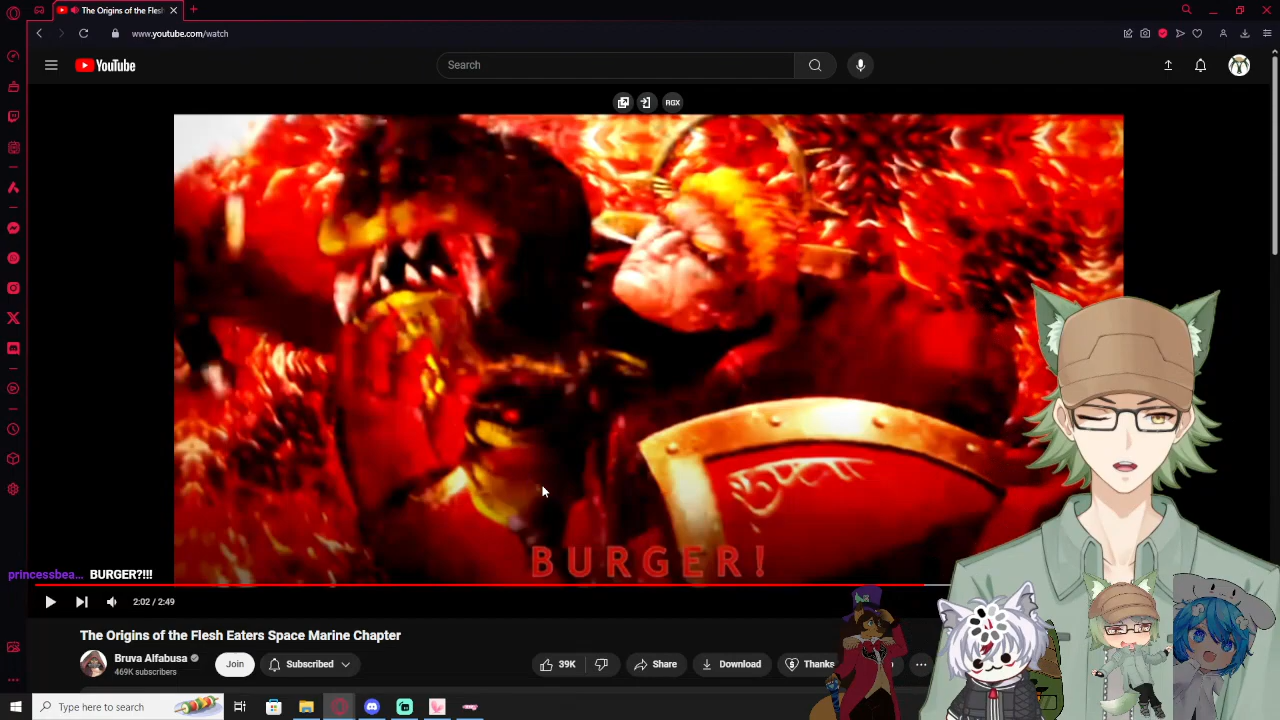 The Origins of the Flesh
www.youtube.com/watch
YouTube
Search
RGX
BURGER!
princessbea... BURGER?!!!
2:02 / 2:49
The Origins of the Flesh Eaters Space Marine Chapter
Bruva Alfabusa
469K subscribers
Join
Subscribed
39K
Share
Download
Thanks
Type here to search